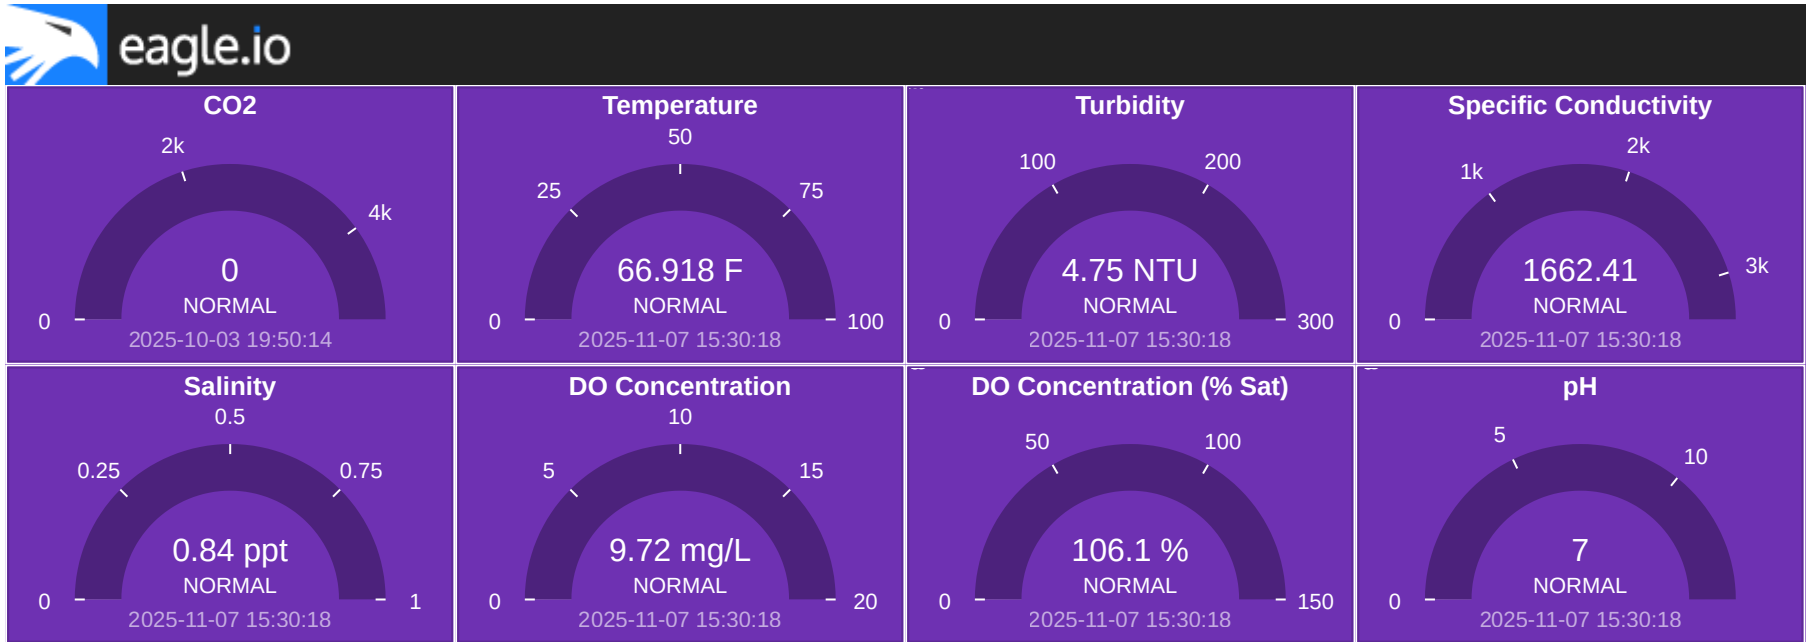 eagle.io
CO2
2k
4k
0
0
NORMAL
2025-10-03 19:50:14
Temperature
50
25
75
66.918 F
NORMAL
0
100
2025-11-07 15:30:18
Turbidity
100
200
4.75 NTU
NORMAL
0
300
2025-11-07 15:30:18
Specific Conductivity
2k
1k
3k
1662.41
NORMAL
0
2025-11-07 15:30:18
Salinity
0.5
0.25
0.75
0.84 ppt
NORMAL
0
1
2025-11-07 15:30:18
DO Concentration
10
5
15
9.72 mg/L
NORMAL
0
20
2025-11-07 15:30:18
DO Concentration (% Sat)
50
100
106.1 %
NORMAL
0
150
2025-11-07 15:30:18
pH
5
10
7
NORMAL
0
2025-11-07 15:30:18